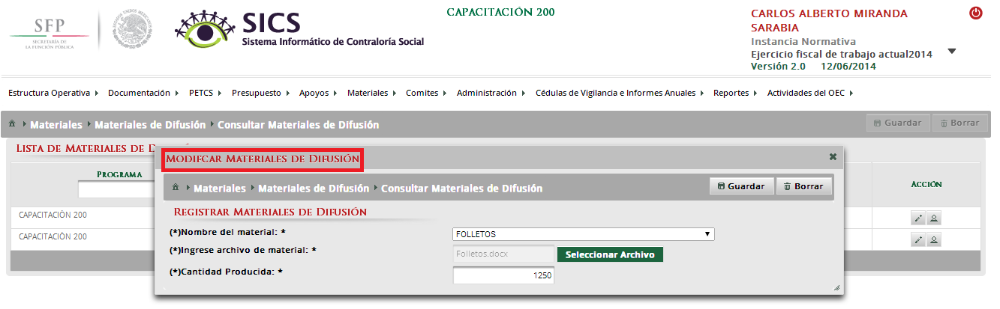 SFP
SECRETARÍA DE
LA FUNCIÓN PÚBLICA
ESTADOS UNIDOS MEXICANOS
SICS
Sistema Informático de Contraloría Social
CAPACITACIÓN 200
CARLOS ALBERTO MIRANDA
SARABIA
Instancia Normativa
Ejercicio fiscal de trabajo actual2014
Versión 2.0 12/06/2014
Estructura Operativa Documentación PETCS Presupuesto Apoyos Materiales Comites Administración Cédulas de Vigilancia e Informes Anuales Reportes Actividades del OEC
Materiales Materiales de Difusión Consultar Materiales de Difusión Guardar Borrar
LISTA DE MATERIALES DE DIFUSIÓN
MODIFCAR MATERIALES DE DIFUSIÓN
PROGRAMA
ACCIÓN
Materiales Materiales de Difusión Consultar Materiales de Difusión Guardar Borrar
REGISTRAR MATERIALES DE DIFUSIÓN
CAPACITACIÓN 200
(*)Nombre del material: * FOLLETOS
CAPACITACIÓN 200
(*)Ingrese archivo de material: * Folletos.docx Seleccionar Archivo
(*)Cantidad Producida: * 1250